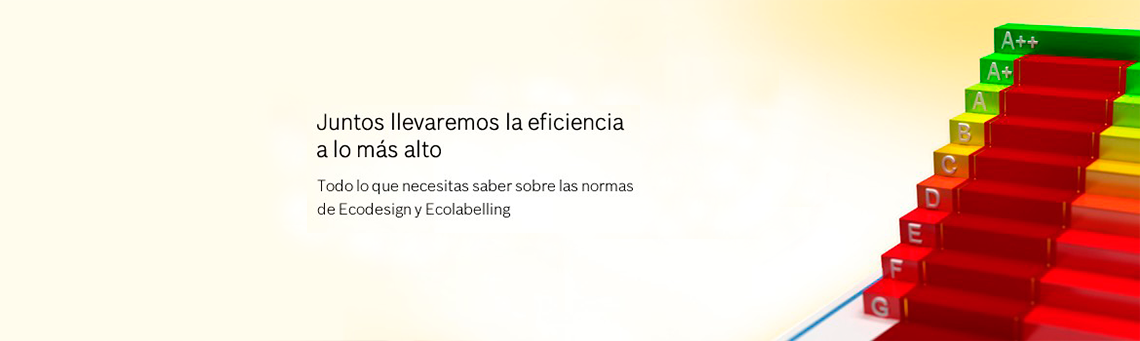 Juntos llevaremos la eficiencia
a lo más alto
Todo lo que necesitas saber sobre las normas
de Ecodesign y Ecolabelling
A++
A+
A
B
C
D
E
F
G